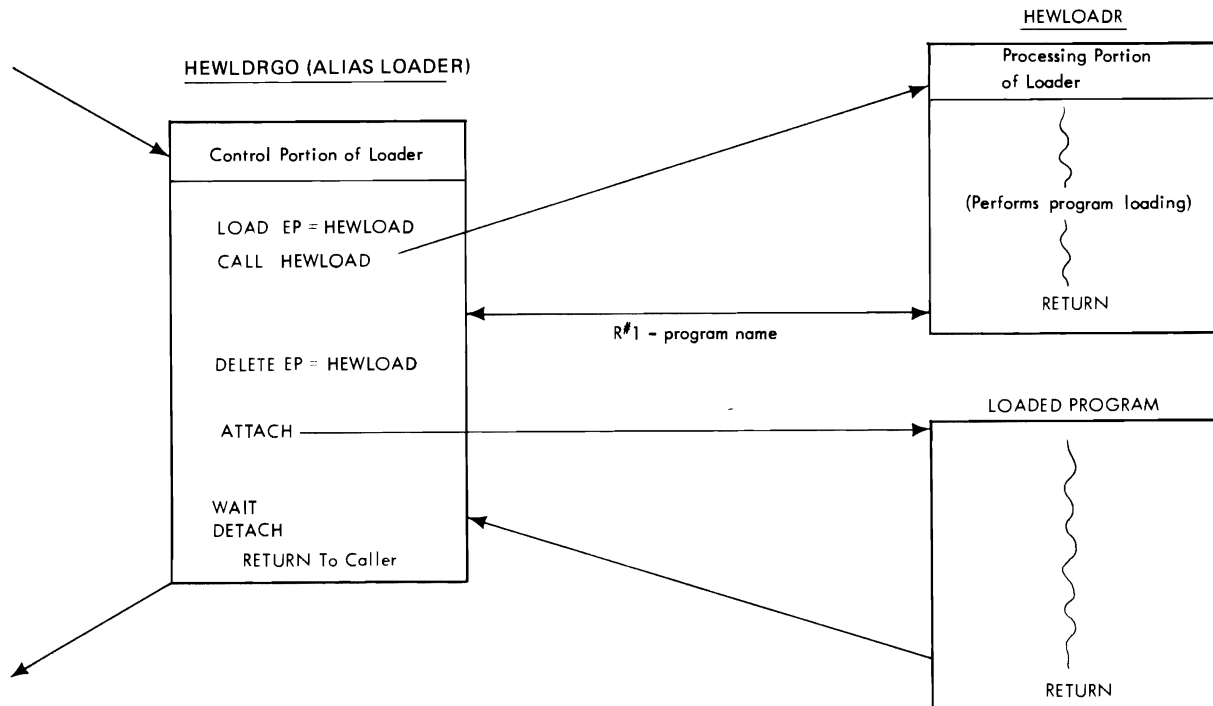 HEWLDRGO (ALIAS LOADER)
Control Portion of Loader
LOAD EP = HEWLOAD
CALL HEWLOAD
DELETE EP = HEWLOAD
ATTACH
WAIT
DETACH
RETURN To Caller
R#1 - program name
HEWLOADR
Processing Portion
of Loader
(Performs program loading)
RETURN
LOADED PROGRAM
RETURN